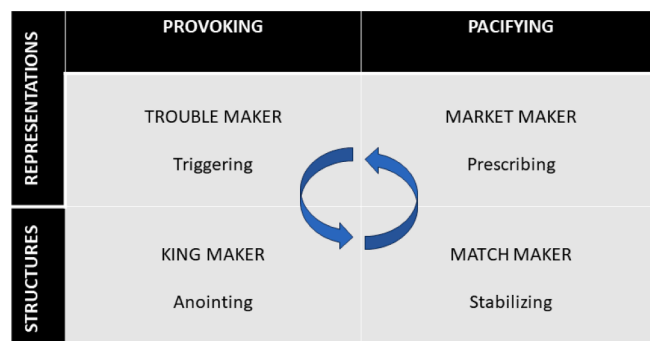 PROVOKING
PACIFYING
REPRESENTATIONS
TROUBLE MAKER
Triggering
MARKET MAKER
Prescribing
STRUCTURES
KING MAKER
Anointing
MATCH MAKER
Stabilizing